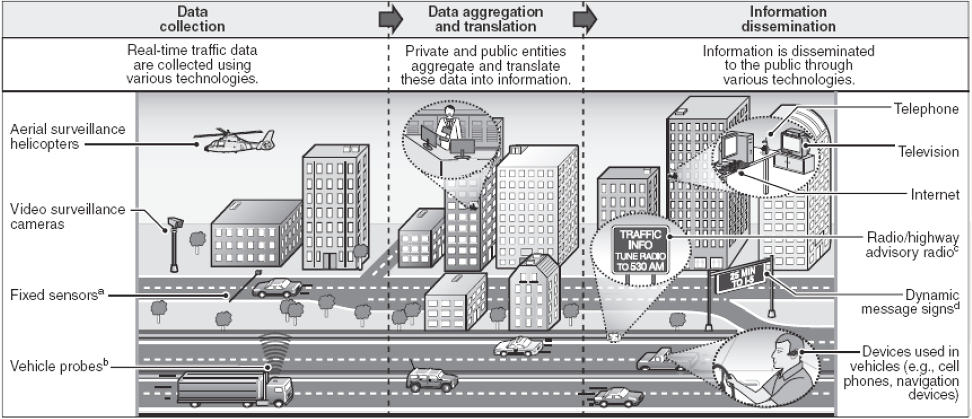 Data
collection
Data aggregation
and translation
Information
dissemination
Real-time traffic data
are collected using
various technologies.
Private and public entities
aggregate and translate
these data into information.
Information is disseminated
to the public through
various technologies.
Aerial surveillance
helicopters
Video surveillance
cameras
Fixed sensorsᵃ
Vehicle probesᵇ
TRAFFIC
INFO
TUNE RADIO
TO 530 AM
25 MIN
TO I-5
Telephone
Television
Internet
Radio/highway
advisory radioᶜ
Dynamic
message signsᵈ
Devices used in
vehicles (e.g., cell
phones, navigation
devices)